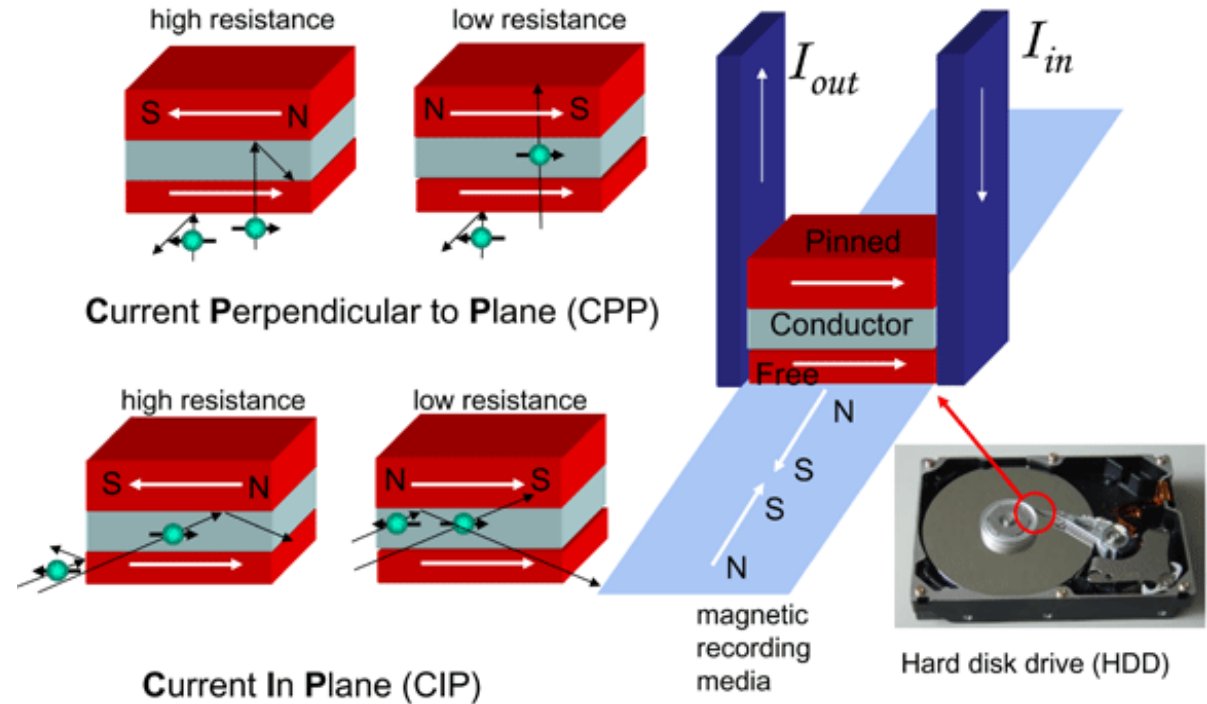 high resistance
low resistance
S N
N S
Current Perpendicular to Plane (CPP)
high resistance
low resistance
S N
N S
Current In Plane (CIP)
I_out
I_in
Pinned
Conductor
Free
N
S
S
N
magnetic
recording
media
Hard disk drive (HDD)